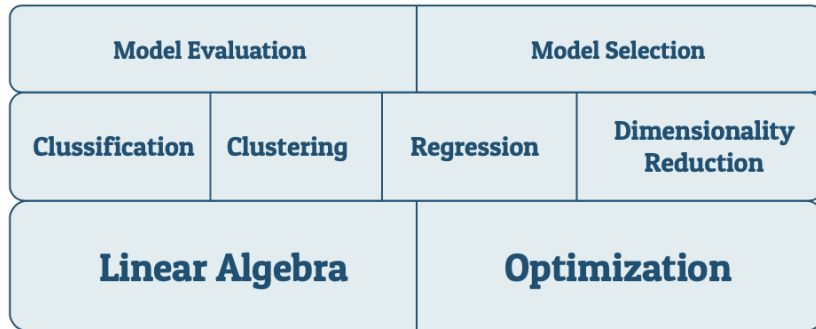 Model Evaluation
Model Selection
Clussification
Clustering
Regression
Dimensionality
Reduction
Linear Algebra
Optimization